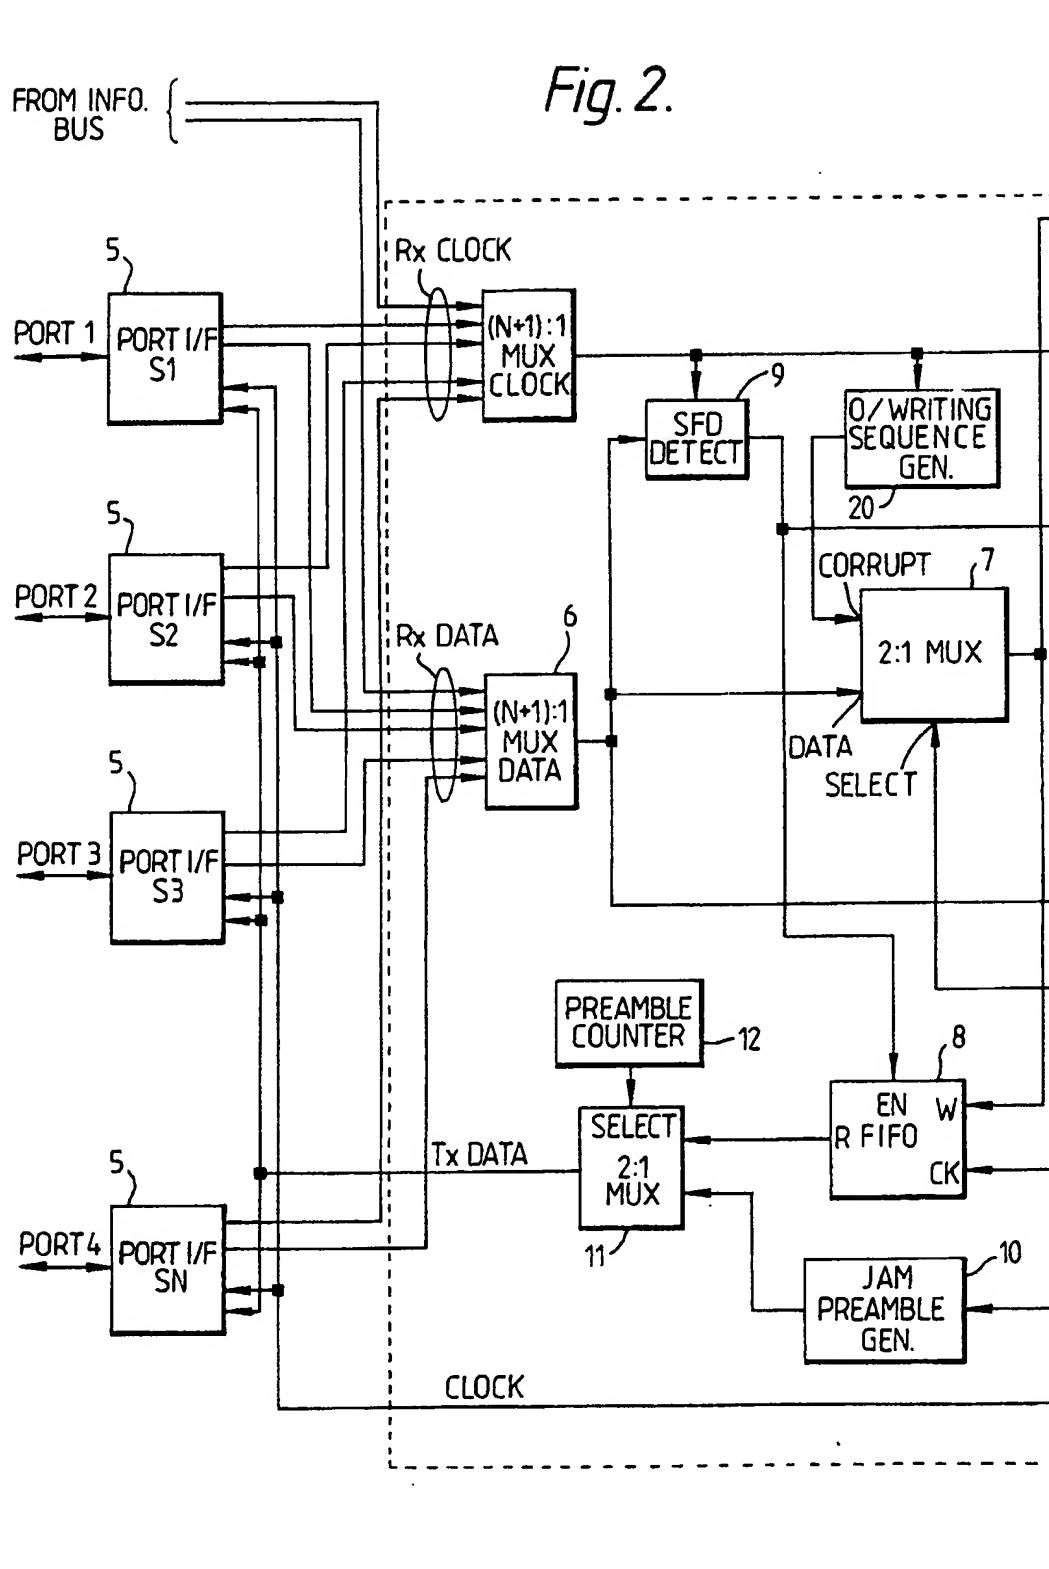 Fig. 2.
FROM INFO.
BUS
Rx CLOCK
5
PORT 1
PORT I/F
S1
(N+1):1
MUX
CLOCK
9
SFD
DETECT
O/WRITING
SEQUENCE
GEN.
20
5
PORT 2
PORT I/F
S2
CORRUPT
7
2:1 MUX
DATA
SELECT
Rx DATA
6
(N+1):1
MUX
DATA
5
PORT 3
PORT I/F
S3
PREAMBLE
COUNTER
12
8
EN
W
R FIFO
CK
SELECT
2:1
MUX
11
Tx DATA
5
PORT 4
PORT I/F
SN
10
JAM
PREAMBLE
GEN.
CLOCK